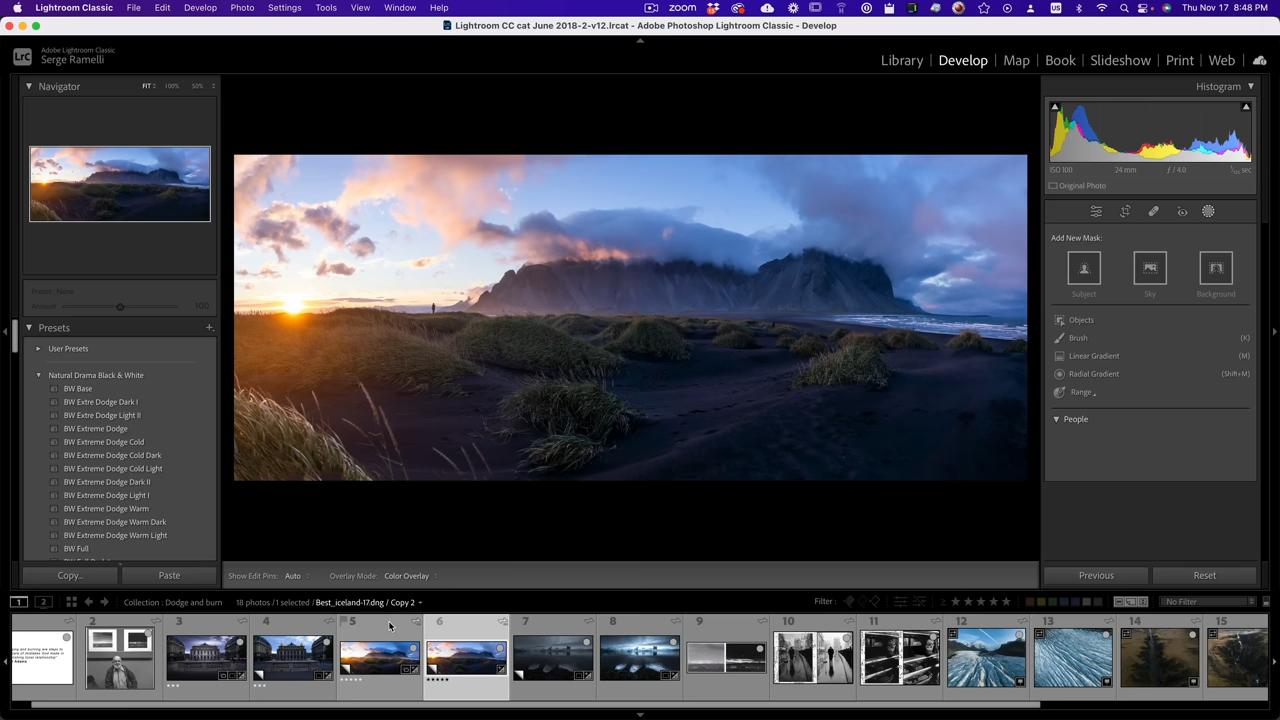 Lightroom Classic File Edit Develop Photo Settings Tools View Window Help zoom Thu Nov 17 8:48 PM
Lightroom CC cat June 2018-2-v12.lrcat - Adobe Photoshop Lightroom Classic - Develop
LrC Adobe Lightroom Classic
Serge Ramelli
Library | Develop | Map | Book | Slideshow | Print | Web
Navigator FIT 100% 50%
Histogram
ISO 100 24 mm ƒ / 4.0
Original Photo
Add New Mask:
Subject Sky Background
Preset : None
Amount 100
Presets +
User Presets
Natural Drama Black & White
BW Base
BW Extre Dodge Dark I
BW Extre Dodge Light II
BW Extreme Dodge
BW Extreme Dodge Cold
BW Extreme Dodge Cold Dark
BW Extreme Dodge Cold Light
BW Extreme Dodge Dark II
BW Extreme Dodge Light I
BW Extreme Dodge Warm
BW Extreme Dodge Warm Dark
BW Extreme Dodge Warm Light
BW Full
Objects
Brush (K)
Linear Gradient (M)
Radial Gradient (Shift+M)
Range
People
Copy... Paste
Show Edit Pins: Auto Overlay Mode: Color Overlay
Previous Reset
1 2 Collection : Dodge and burn 18 photos / 1 selected / Best_iceland-17.dng / Copy 2 Filter : No Filter
2 3 4 5 6 7 8 9 10 11 12 13 14 15